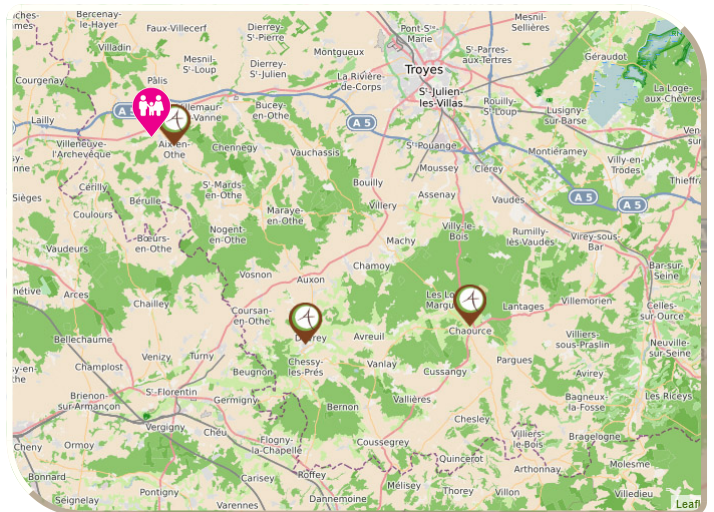 Bercenay-
le-Hayer
Faux-Villecerf
Dierrey-
St-Pierre
Pont-Ste-
Marie
Mesnil-
Sellières
Villadin
Montgueux
St-Parres-
aux-Tertres
Géraudot
Mesnil-
St-Loup
Dierrey-
St-Julien
Troyes
Courgenay
Pâlis
La Rivière-
de-Corps
St-Julien
les-Villas
La Loge-
aux-Chèvres
A 5
Bucey-
en-Othe
Rouilly-
St-Loup
Lusigny-
sur-Barse
Lailly
A 5
Villeneuve-
l'Archevêque
Aix-en-
Othe
Chennegy
Vauchassis
St-Pouange
Montiéramey
Villy-en-
Trodes
Moussey
Clérey
Cérilly
St-Mards-
en-Othe
Bouilly
Assenay
A 5
A 5
Sièges
Bérulle
Coulours
Maraye-
en-Othe
Villery
Vaudes
Bœurs-
en-Othe
Nogent-
en-Othe
Machy
Villy-le-
Bois
Rumilly-
lès-Vaudes
Virey-sous-
Bar
Vaudeurs
Vosnon
Auxon
Chamoy
Bar-sur-
Seine
Arces
Chailley
Coursan-
en-Othe
Lantages
Villemorien
Celles-
sur-Ource
Bellechaume
Avreuil
Chaource
Villiers-
sous-Praslin
Neuville-
sur-Seine
Venizy
Turny
Chessy-
les-Prés
Vanlay
Pargues
Champlost
Beugnon
Cussangy
Avirey
Brienon-
sur-Armançon
St-Florentin
Germigny
Bernon
Vallières
Bagneux-
la-Fosse
Les Riceys
Vergigny
Chéu
Chesley
Cheny
Ormoy
Flogny-
la-Chapelle
Coussegrey
Villiers-
le-Bois
Bragelogne
Bonnard
Quincerot
Arthonnay
Molesme
Pontigny
Carisey
Roffey
Mélisey
Thorey
Villon
Villedieu
Seignelay
Varennes
Dannemoine
Leafl